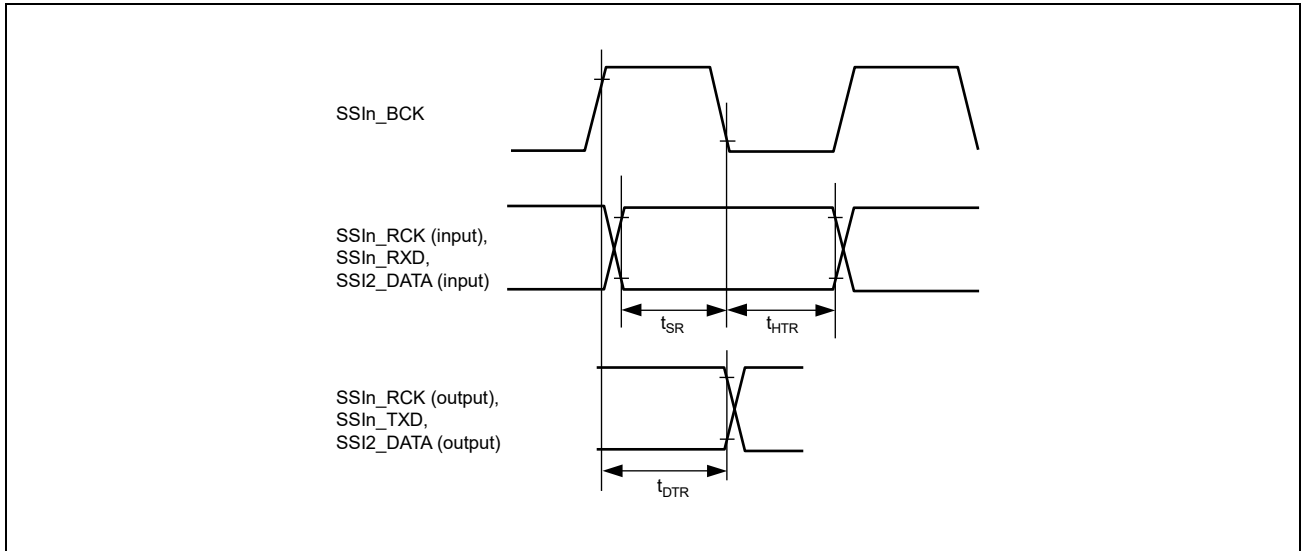 SSIn_BCK
SSIn_RCK (input),
SSIn_RXD,
SSI2_DATA (input)
tSR
tHTR
SSIn_RCK (output),
SSIn_TXD,
SSI2_DATA (output)
tDTR